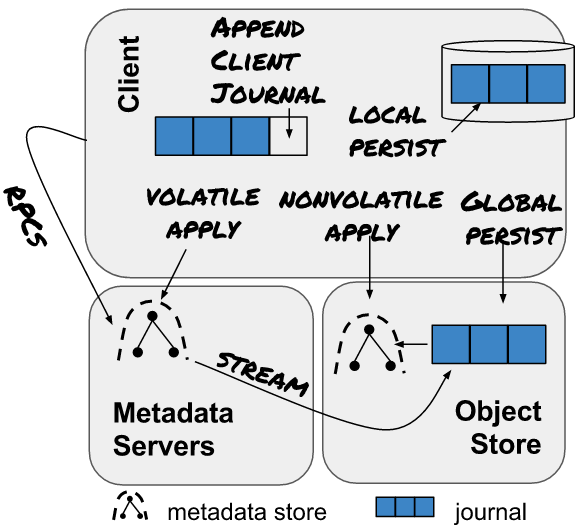 Client
APPEND
CLIENT
JOURNAL
LOCAL
PERSIST
RPCs
VOLATILE
APPLY
NONVOLATILE
APPLY
GLOBAL
PERSIST
STREAM
Metadata
Servers
Object
Store
metadata store
journal